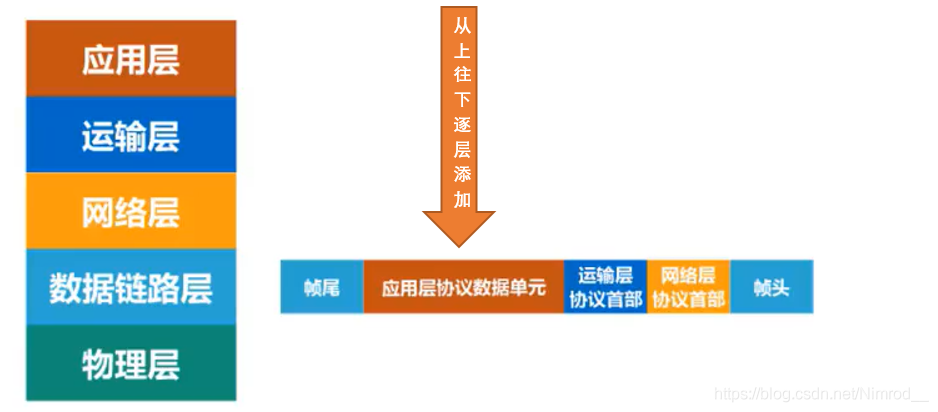 应用层
运输层
网络层
数据链路层
物理层
从上往下逐层添加
帧尾
应用层协议数据单元
运输层
协议首部
网络层
协议首部
帧头
https://blog.csdn.net/Nimrod__